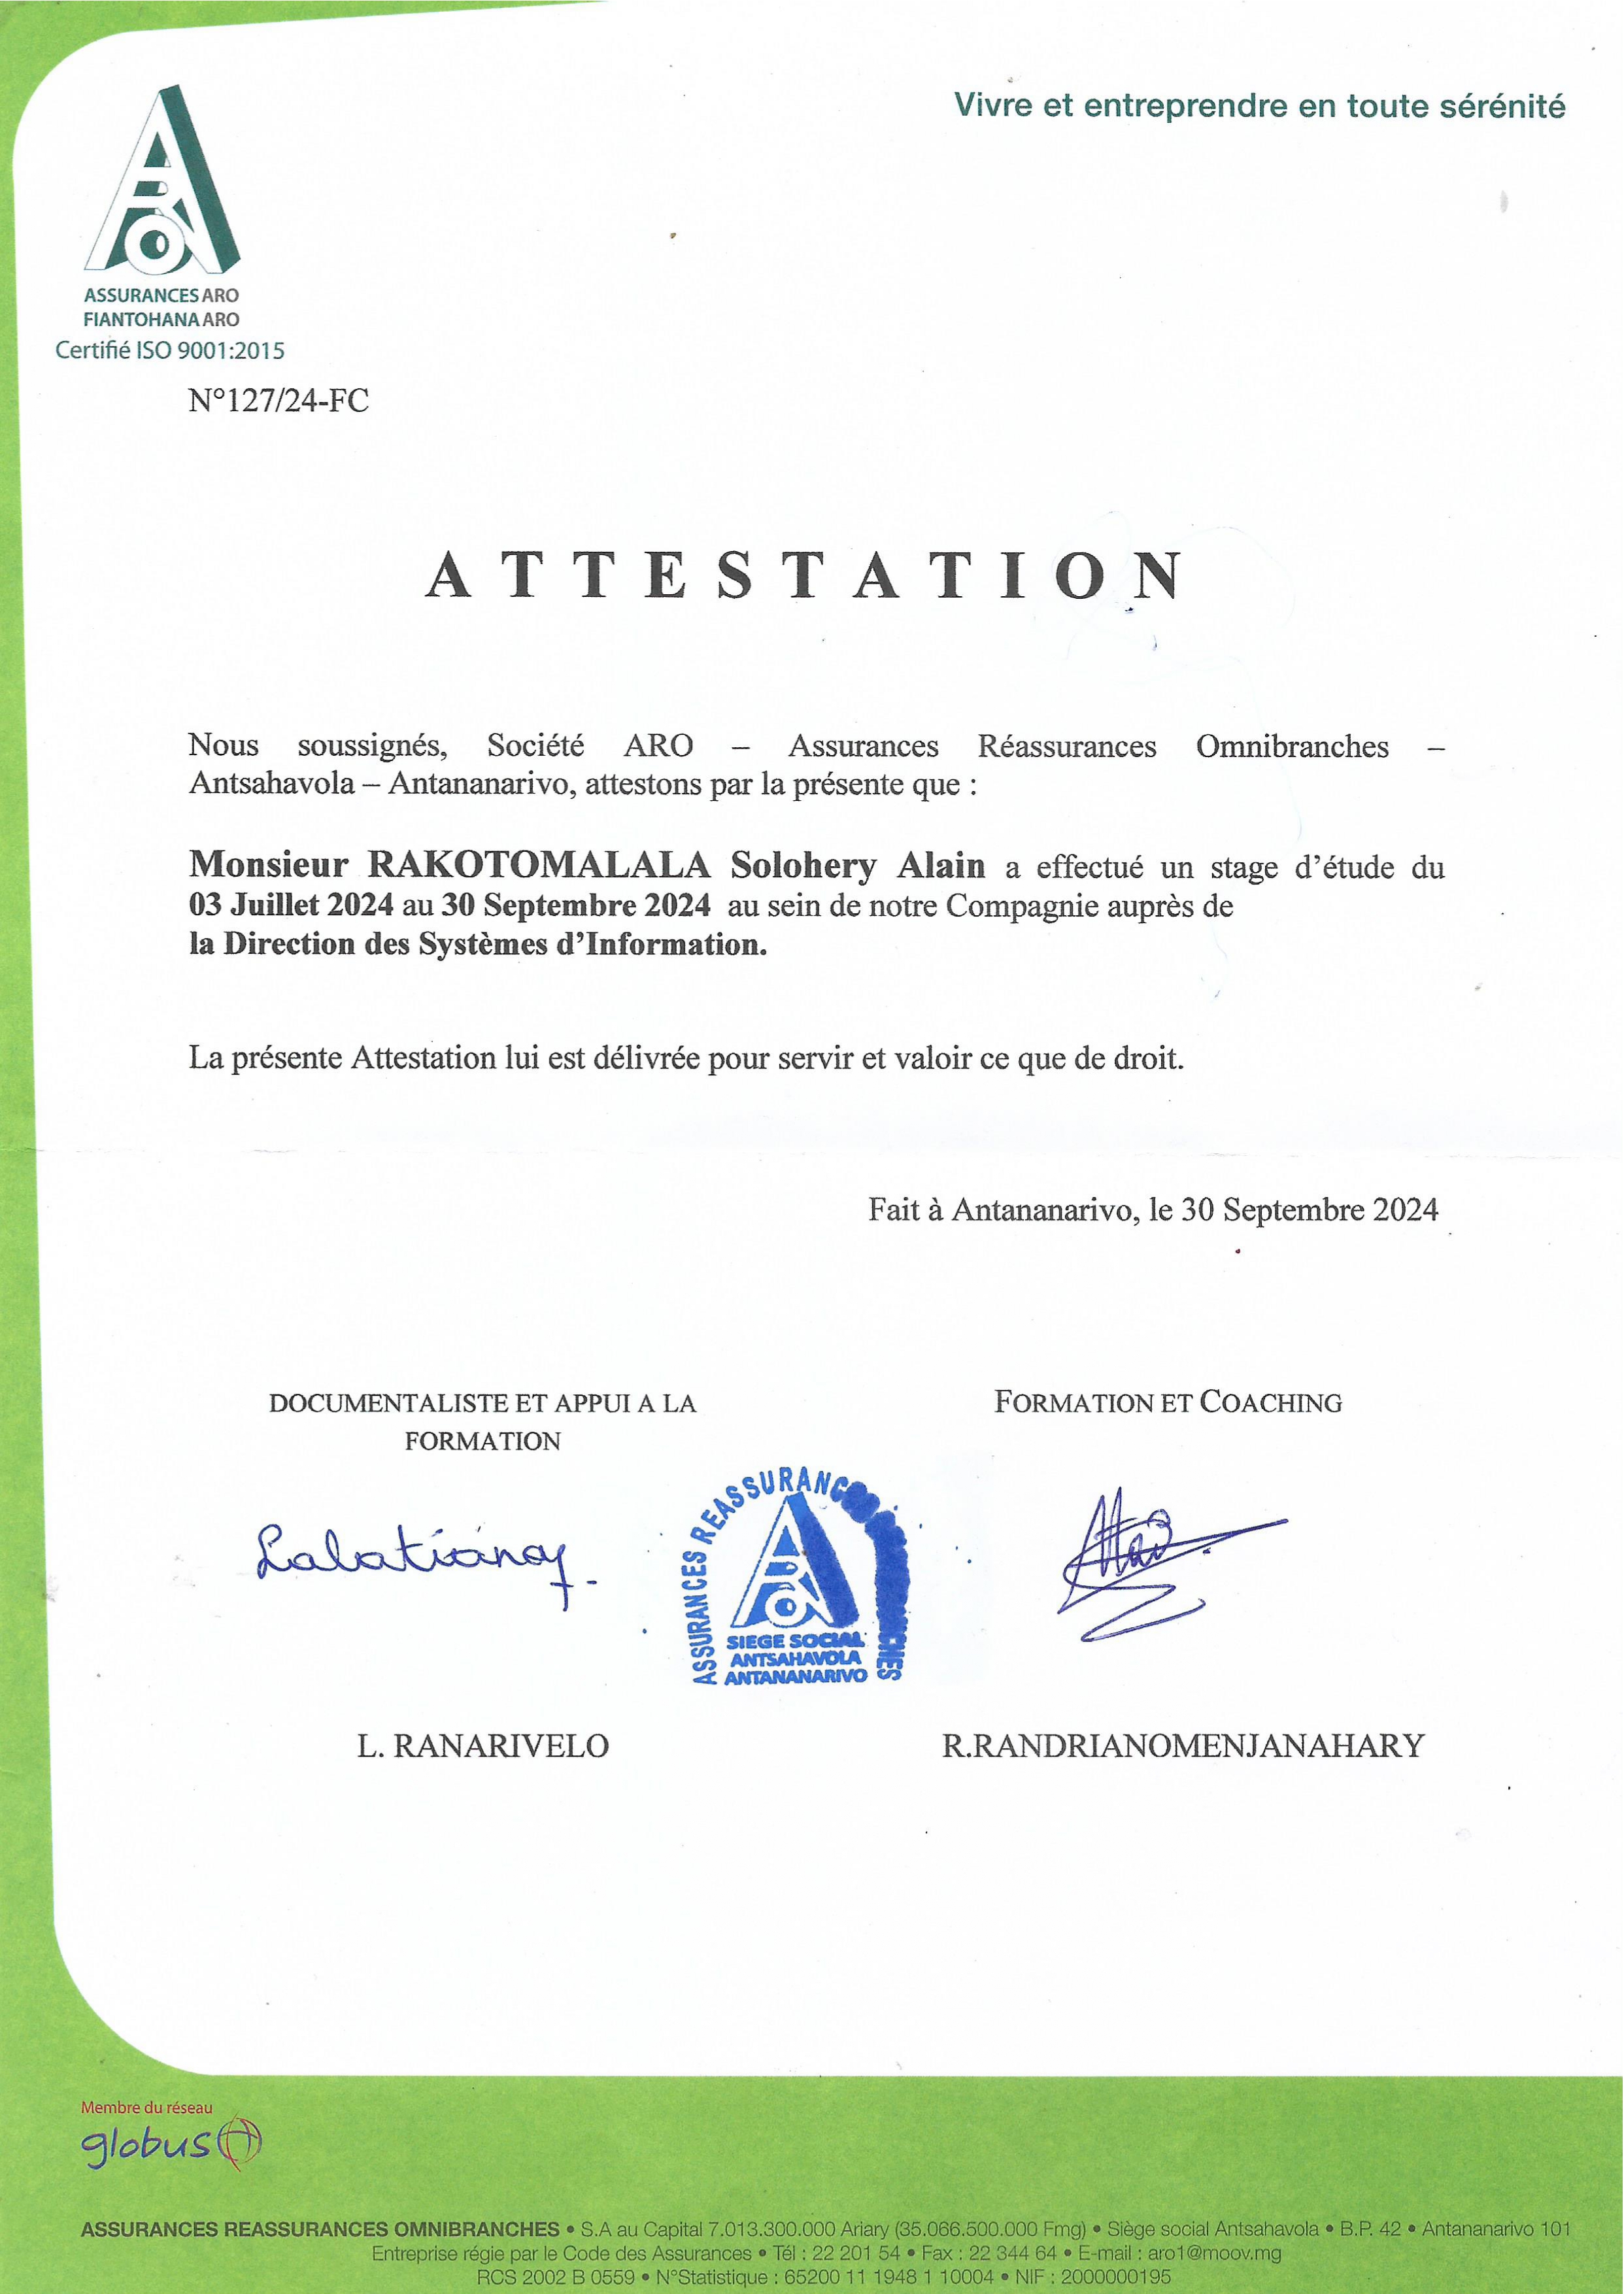 Vivre et entreprendre en toute sérénité
ARO
ASSURANCES ARO
FIANTOHANA ARO
Certifié ISO 9001:2015
N°127/24-FC
ATTESTATION
Nous soussignés, Société ARO – Assurances Réassurances Omnibranches –
Antsahavola – Antananarivo, attestons par la présente que :
Monsieur RAKOTOMALALA Solohery Alain a effectué un stage d'étude du
03 Juillet 2024 au 30 Septembre 2024 au sein de notre Compagnie auprès de
la Direction des Systèmes d'Information.
La présente Attestation lui est délivrée pour servir et valoir ce que de droit.
Fait à Antananarivo, le 30 Septembre 2024
DOCUMENTALISTE ET APPUI A LA
FORMATION
FORMATION ET COACHING
ASSURANCES REASSURANCES
ARO
SIEGE SOCIAL
ANTSAHAVOLA
ANTANANARIVO
L. RANARIVELO
R.RANDRIANOMENJANAHARY
Membre du réseau
globus
ASSURANCES REASSURANCES OMNIBRANCHES • S.A au Capital 7.013.300.000 Ariary (35.066.500.000 Fmg) • Siège social Antsahavola • B.P. 42 • Antananarivo 101
Entreprise régie par le Code des Assurances • Tél : 22 201 54 • Fax : 22 344 64 • E-mail : aro1@moov.mg
RCS 2002 B 0559 • N°Statistique : 65200 11 1948 1 10004 • NIF : 2000000195